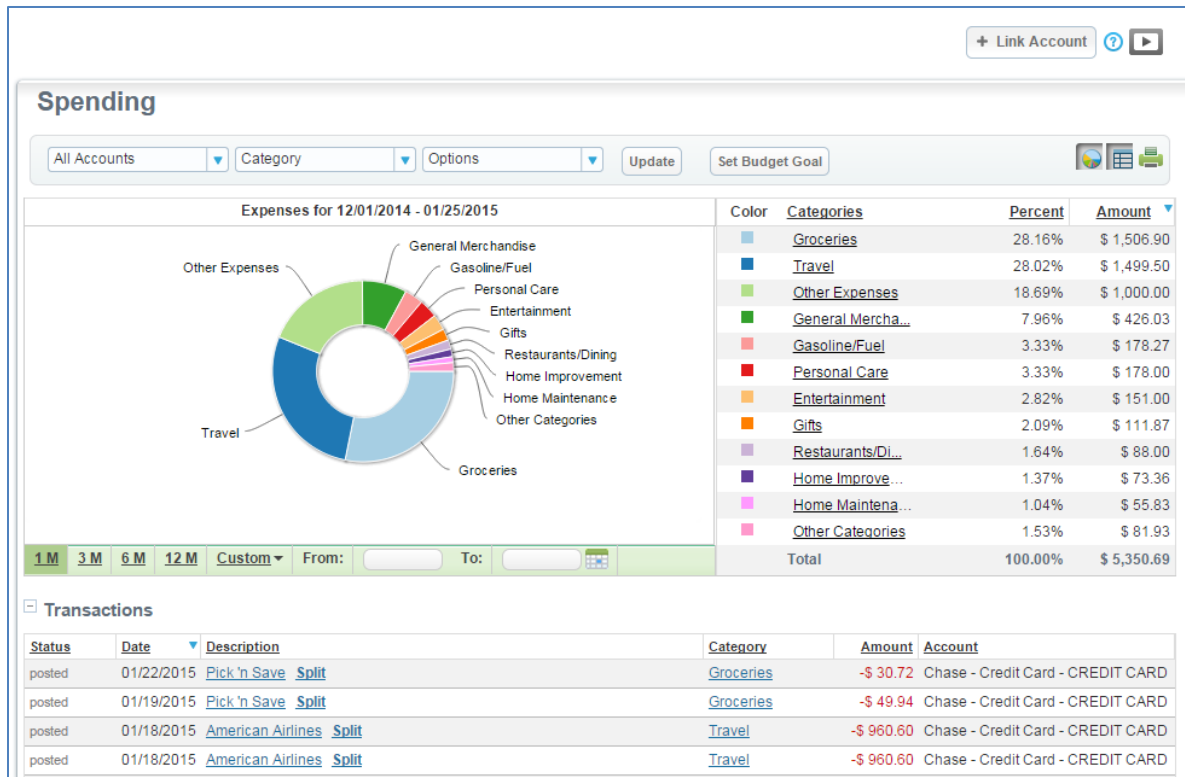 + Link Account ?
Spending
All Accounts Category Options Update Set Budget Goal
Expenses for 12/01/2014 - 01/25/2015
General Merchandise
Other Expenses
Gasoline/Fuel
Personal Care
Entertainment
Gifts
Restaurants/Dining
Home Improvement
Home Maintenance
Other Categories
Travel
Groceries
Color Categories Percent Amount
Groceries 28.16% $ 1,506.90
Travel 28.02% $ 1,499.50
Other Expenses 18.69% $ 1,000.00
General Mercha... 7.96% $ 426.03
Gasoline/Fuel 3.33% $ 178.27
Personal Care 3.33% $ 178.00
Entertainment 2.82% $ 151.00
Gifts 2.09% $ 111.87
Restaurants/Di... 1.64% $ 88.00
Home Improve... 1.37% $ 73.36
Home Maintena... 1.04% $ 55.83
Other Categories 1.53% $ 81.93
Total 100.00% $ 5,350.69
1 M 3 M 6 M 12 M Custom From: To:
Transactions
Status Date Description Category Amount Account
posted 01/22/2015 Pick 'n Save Split Groceries -$ 30.72 Chase - Credit Card - CREDIT CARD
posted 01/19/2015 Pick 'n Save Split Groceries -$ 49.94 Chase - Credit Card - CREDIT CARD
posted 01/18/2015 American Airlines Split Travel -$ 960.60 Chase - Credit Card - CREDIT CARD
posted 01/18/2015 American Airlines Split Travel -$ 960.60 Chase - Credit Card - CREDIT CARD